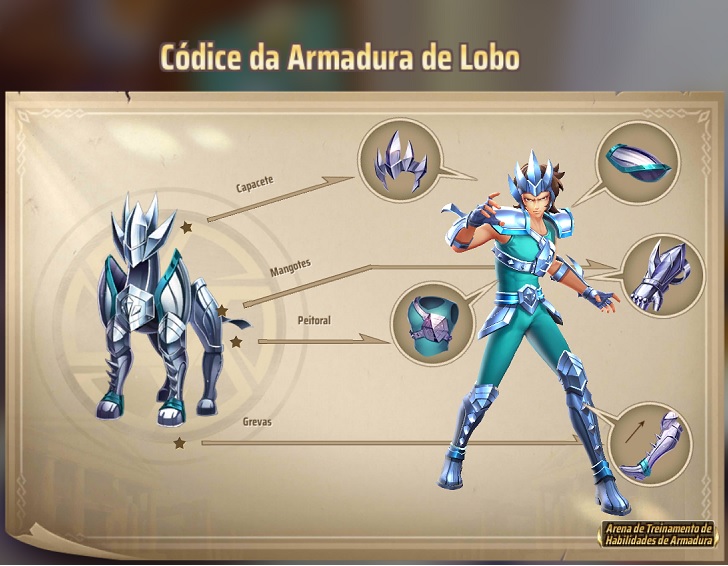 Códice da Armadura de Lobo
Capacete
Mangotes
Peitoral
Grevas
Arena de Treinamento de
Habilidades de Armadura